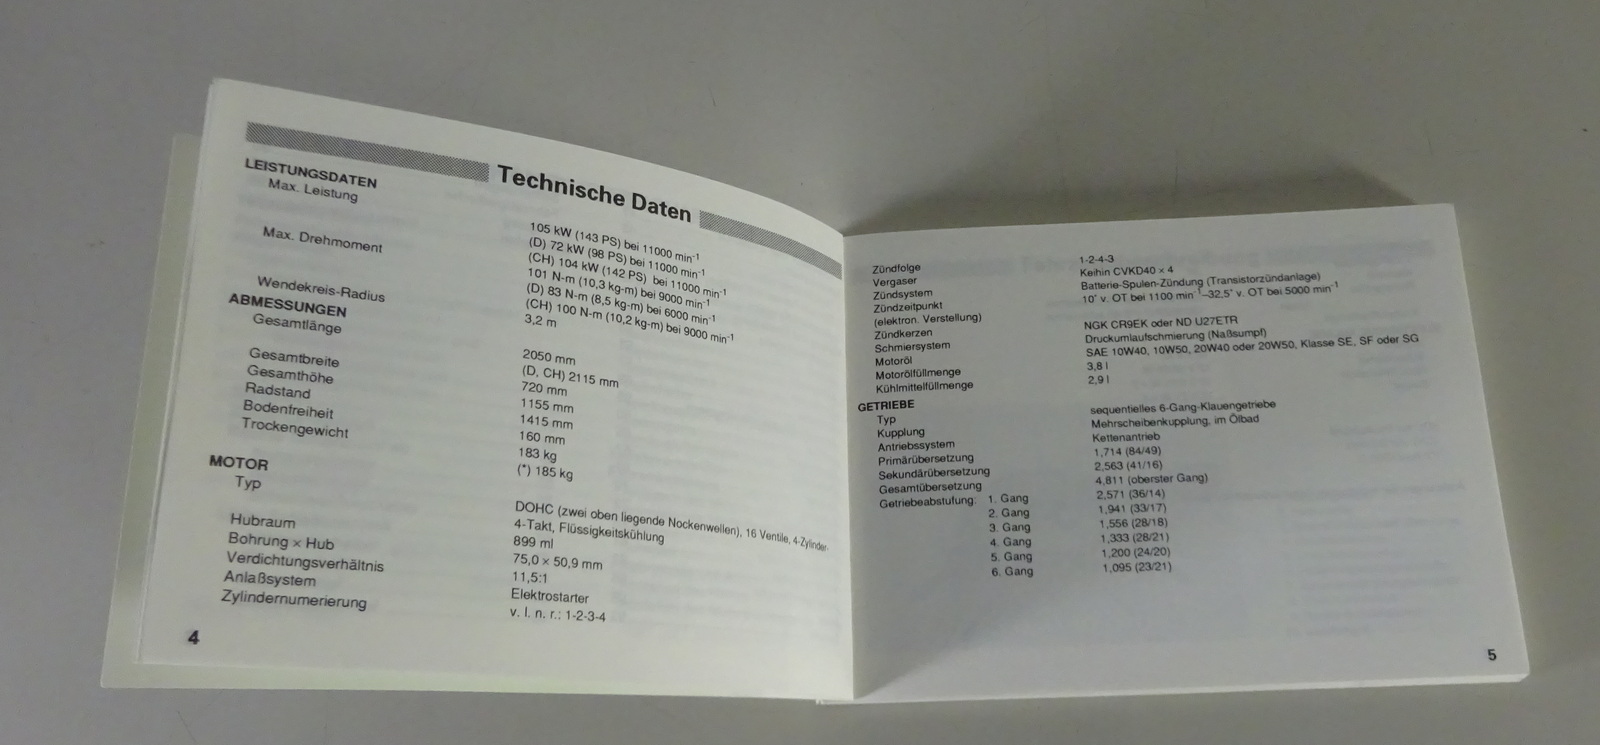 Technische Daten
LEISTUNGSDATEN
Max. Leistung 105 kW (143 PS) bei 11000 min-1
(D) 72 kW (98 PS) bei 11000 min-1
(CH) 104 kW (142 PS) bei 11000 min-1
Max. Drehmoment 101 N-m (10,3 kg-m) bei 9000 min-1
(D) 83 N-m (8,5 kg-m) bei 6000 min-1
(CH) 100 N-m (10,2 kg-m) bei 9000 min-1
Wendekreis-Radius 3,2 m
ABMESSUNGEN
Gesamtlänge 2050 mm
(D, CH) 2115 mm
Gesamtbreite 720 mm
Gesamthöhe 1155 mm
Radstand 1415 mm
Bodenfreiheit 160 mm
Trockengewicht 183 kg
(*) 185 kg
MOTOR
Typ DOHC (zwei oben liegende Nockenwellen), 16 Ventile, 4-Zylinder-
4-Takt, Flüssigkeitskühlung
Hubraum 899 ml
Bohrung × Hub 75,0 × 50,9 mm
Verdichtungsverhältnis 11,5:1
Anlaßsystem Elektrostarter
Zylindernumerierung v. l. n. r.: 1-2-3-4
4
Zündfolge 1-2-4-3
Vergaser Keihin CVKD40 × 4
Zündsystem Batterie-Spulen-Zündung (Transistorzündanlage)
Zündzeitpunkt 10° v. OT bei 1100 min-1–32,5° v. OT bei 5000 min-1
(elektron. Verstellung)
Zündkerzen NGK CR9EK oder ND U27ETR
Schmiersystem Druckumlaufschmierung (Naßsumpf)
Motoröl SAE 10W40, 10W50, 20W40 oder 20W50, Klasse SE, SF oder SG
Motorölfüllmenge 3,8 l
Kühlmittelfüllmenge 2,9 l
GETRIEBE
Typ sequentielles 6-Gang-Klauengetriebe
Kupplung Mehrscheibenkupplung, im Ölbad
Antriebssystem Kettenantrieb
Primärübersetzung 1,714 (84/49)
Sekundärübersetzung 2,563 (41/16)
Gesamtübersetzung 4,811 (oberster Gang)
Getriebeabstufung: 1. Gang 2,571 (36/14)
2. Gang 1,941 (33/17)
3. Gang 1,556 (28/18)
4. Gang 1,333 (28/21)
5. Gang 1,200 (24/20)
6. Gang 1,095 (23/21)
5